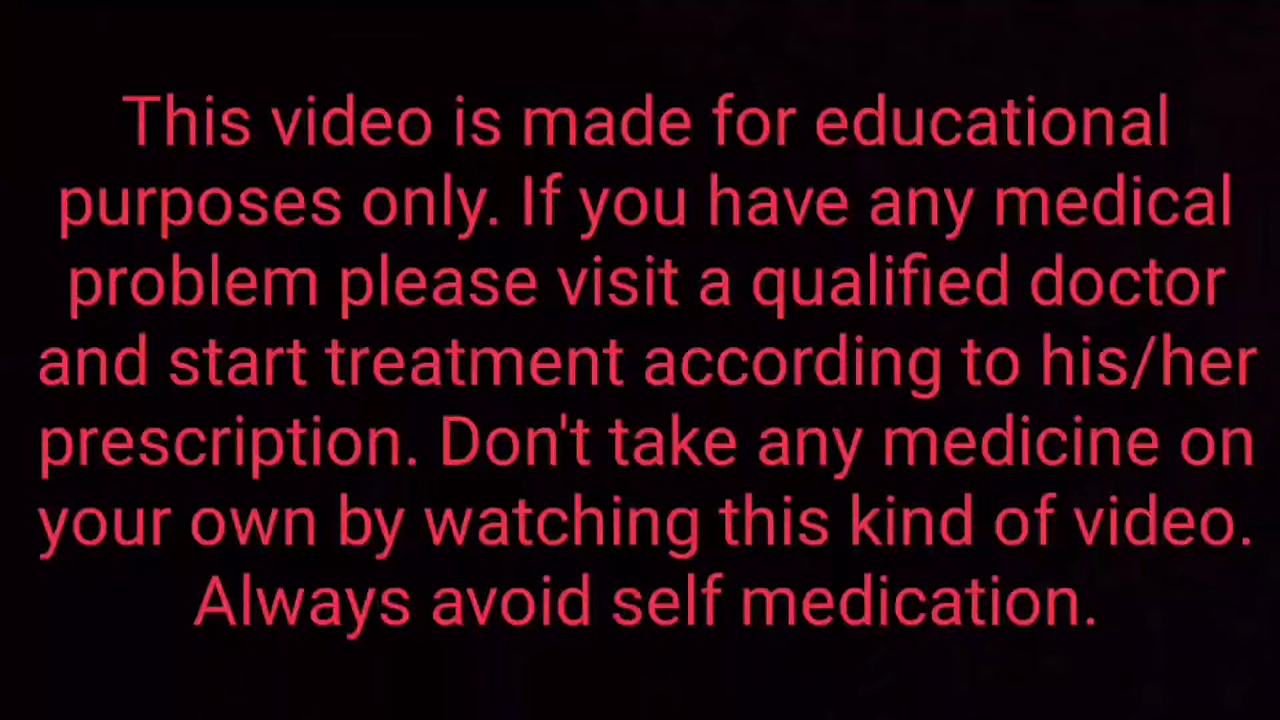 This video is made for educational
purposes only. If you have any medical
problem please visit a qualified doctor
and start treatment according to his/her
prescription. Don't take any medicine on
your own by watching this kind of video.
Always avoid self medication.